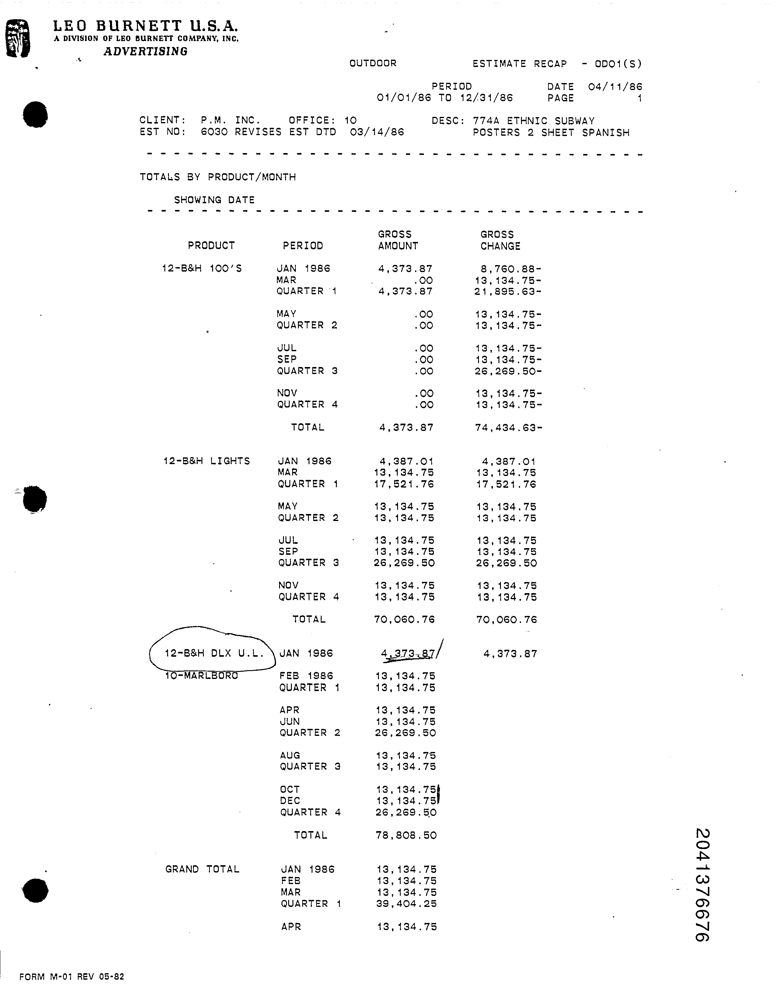 LEO BURNETT U.S.A.
A DIVISION OF LEO BURNETT COMPANY, INC.
ADVERTISING
OUTDOOR ESTIMATE RECAP - OD01(S)
PERIOD DATE 04/11/86
01/01/86 TO 12/31/86 PAGE 1
CLIENT: P.M. INC. OFFICE: 10 DESC: 774A ETHNIC SUBWAY
EST NO: 6030 REVISES EST DTD 03/14/86 POSTERS 2 SHEET SPANISH
TOTALS BY PRODUCT/MONTH
SHOWING DATE
GROSS GROSS
PRODUCT PERIOD AMOUNT CHANGE
12-B&H 100'S JAN 1986 4,373.87 8,760.88-
MAR .00 13,134.75-
QUARTER 1 4,373.87 21,895.63-
MAY .00 13,134.75-
QUARTER 2 .00 13,134.75-
JUL .00 13,134.75-
SEP .00 13,134.75-
QUARTER 3 .00 26,269.50-
NOV .00 13,134.75-
QUARTER 4 .00 13,134.75-
TOTAL 4,373.87 74,434.63-
12-B&H LIGHTS JAN 1986 4,387.01 4,387.01
MAR 13,134.75 13,134.75
QUARTER 1 17,521.76 17,521.76
MAY 13,134.75 13,134.75
QUARTER 2 13,134.75 13,134.75
JUL 13,134.75 13,134.75
SEP 13,134.75 13,134.75
QUARTER 3 26,269.50 26,269.50
NOV 13,134.75 13,134.75
QUARTER 4 13,134.75 13,134.75
TOTAL 70,060.76 70,060.76
12-B&H DLX U.L. JAN 1986 4,373.87 4,373.87
10-MARLBORO FEB 1986 13,134.75
QUARTER 1 13,134.75
APR 13,134.75
JUN 13,134.75
QUARTER 2 26,269.50
AUG 13,134.75
QUARTER 3 13,134.75
OCT 13,134.75
DEC 13,134.75
QUARTER 4 26,269.50
TOTAL 78,808.50
GRAND TOTAL JAN 1986 13,134.75
FEB 13,134.75
MAR 13,134.75
QUARTER 1 39,404.25
APR 13,134.75
2041376676
FORM M-01 REV 05-82